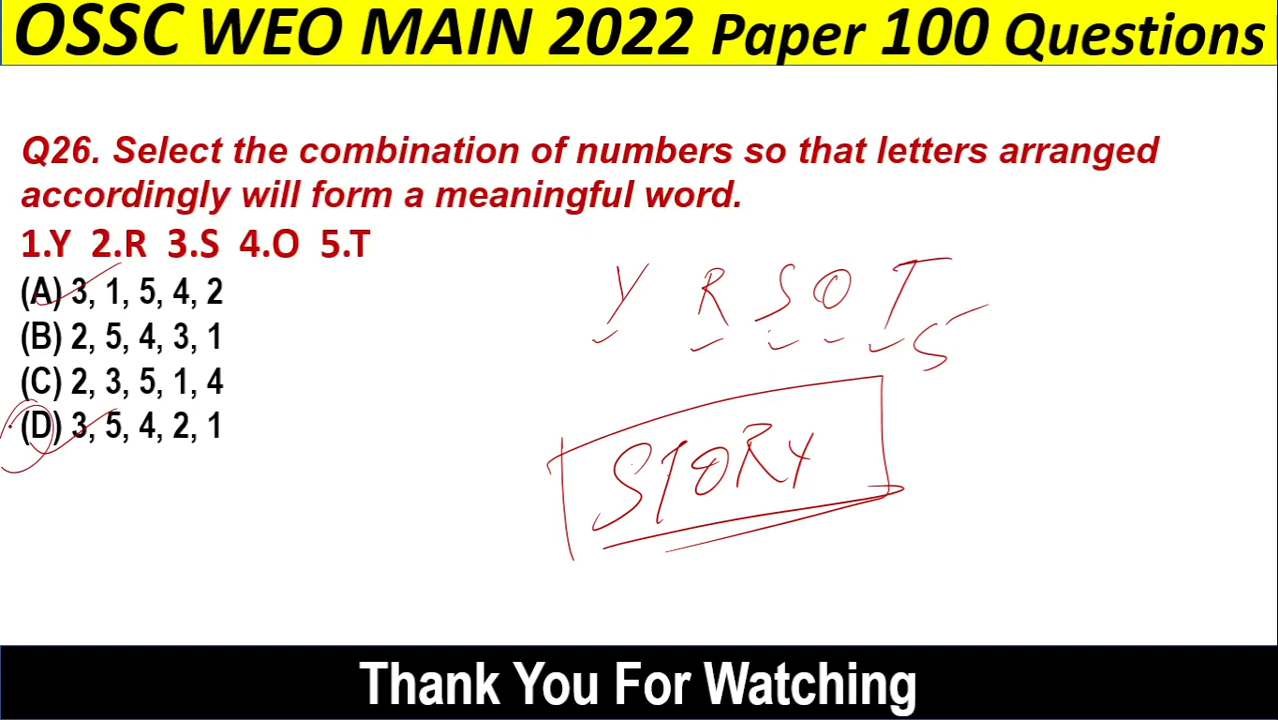 OSSC WEO MAIN 2022 Paper 100 Questions
Q26. Select the combination of numbers so that letters arranged
accordingly will form a meaningful word.
1.Y 2.R 3.S 4.O 5.T
(A) 3, 1, 5, 4, 2
(B) 2, 5, 4, 3, 1
(C) 2, 3, 5, 1, 4
(D) 3, 5, 4, 2, 1
Y R S O T
5
STORY
Thank You For Watching